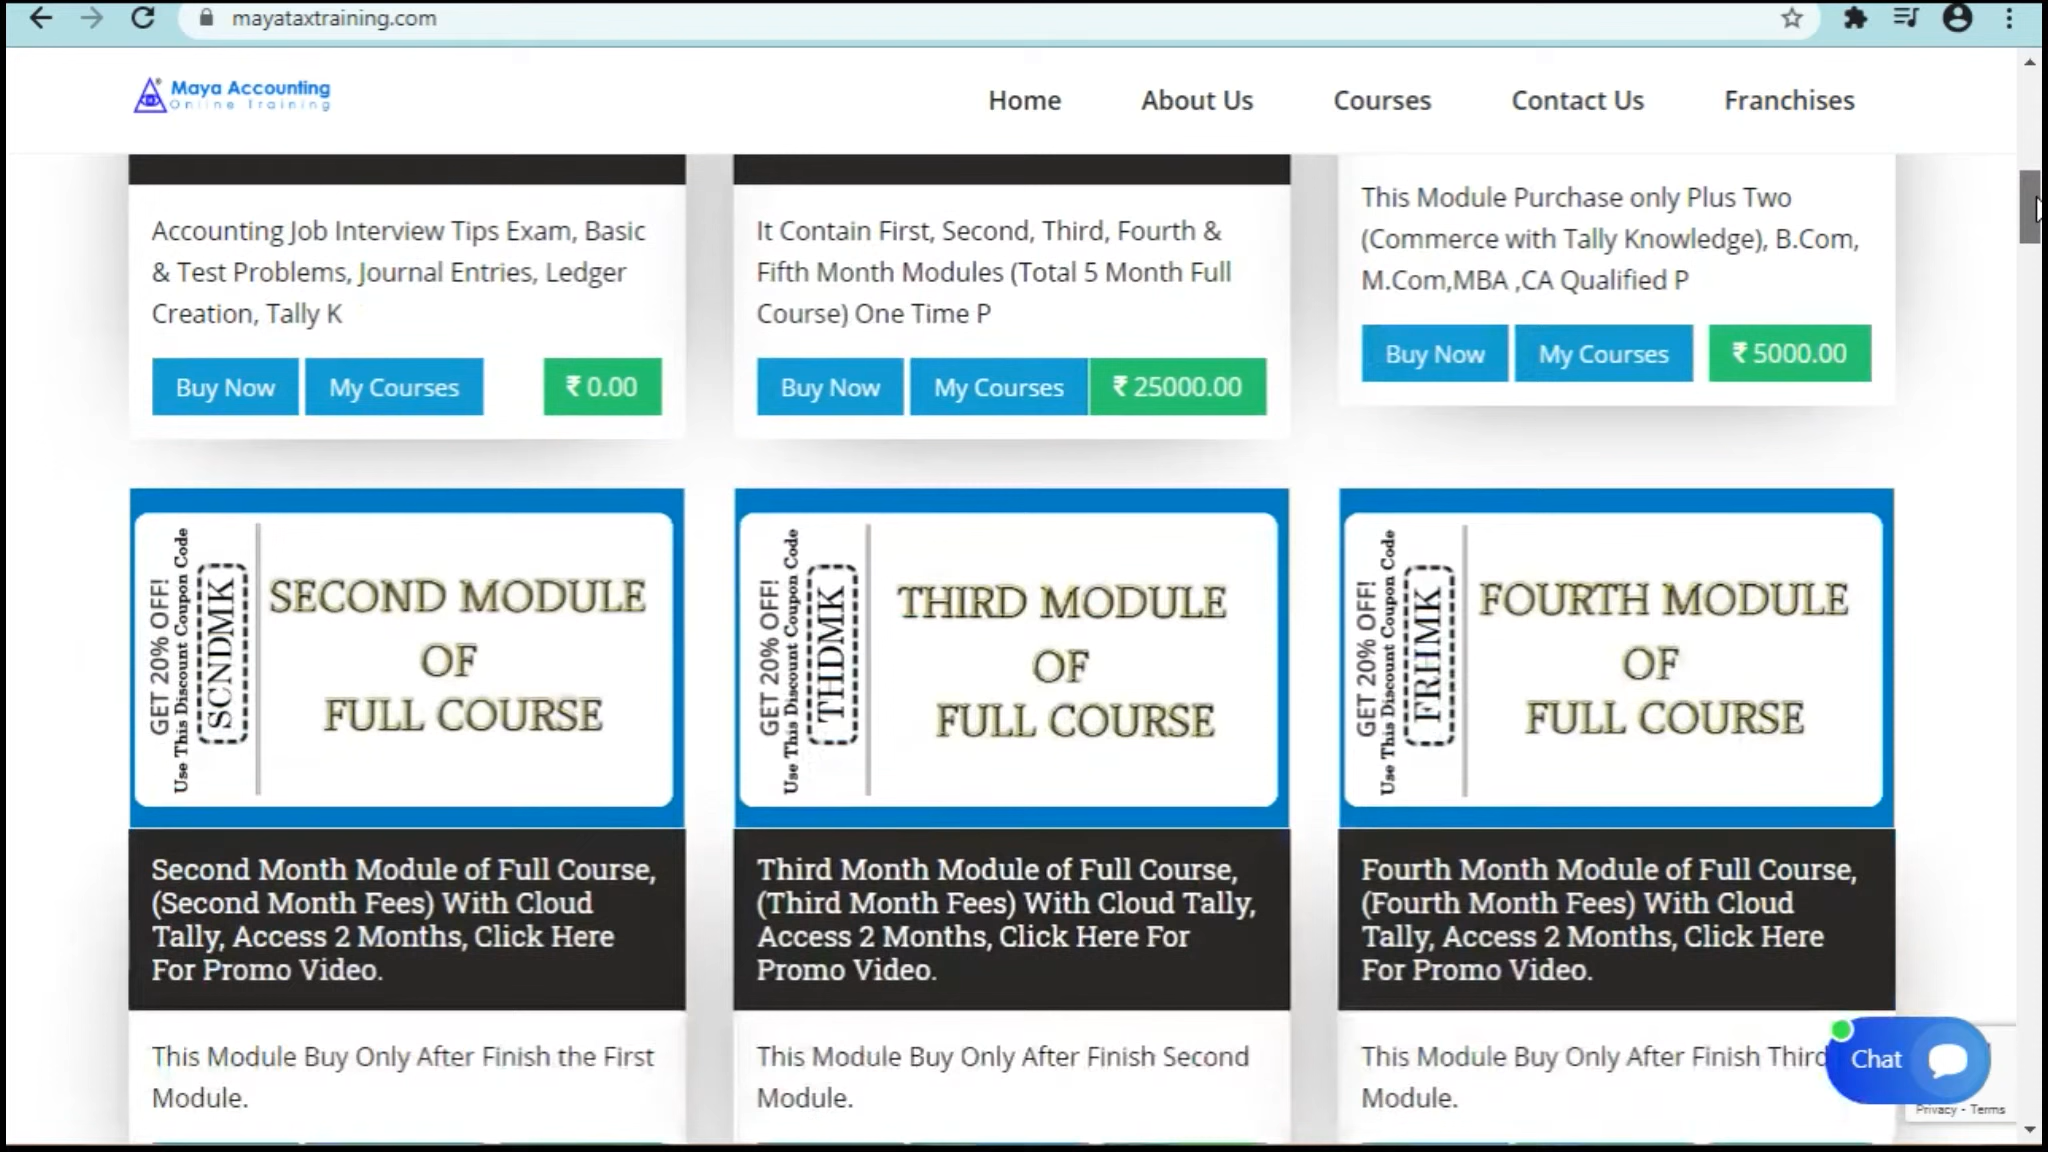 mayataxtraining.com
Maya Accounting
Online Training
Home
About Us
Courses
Contact Us
Franchises
Accounting Job Interview Tips Exam, Basic
& Test Problems, Journal Entries, Ledger
Creation, Tally K
Buy Now
My Courses
₹ 0.00
It Contain First, Second, Third, Fourth &
Fifth Month Modules (Total 5 Month Full
Course) One Time P
Buy Now
My Courses
₹ 25000.00
This Module Purchase only Plus Two
(Commerce with Tally Knowledge), B.Com,
M.Com,MBA ,CA Qualified P
Buy Now
My Courses
₹ 5000.00
GET 20% OFF!
Use This Discount Coupon Code
SCNDMK
SECOND MODULE
OF
FULL COURSE
Second Month Module of Full Course,
(Second Month Fees) With Cloud
Tally, Access 2 Months, Click Here
For Promo Video.
This Module Buy Only After Finish the First
Module.
GET 20% OFF!
Use This Discount Coupon Code
THDMK
THIRD MODULE
OF
FULL COURSE
Third Month Module of Full Course,
(Third Month Fees) With Cloud Tally,
Access 2 Months, Click Here For
Promo Video.
This Module Buy Only After Finish Second
Module.
GET 20% OFF!
Use This Discount Coupon Code
FRHMK
FOURTH MODULE
OF
FULL COURSE
Fourth Month Module of Full Course,
(Fourth Month Fees) With Cloud
Tally, Access 2 Months, Click Here
For Promo Video.
This Module Buy Only After Finish Third
Module.
Chat
Privacy - Terms